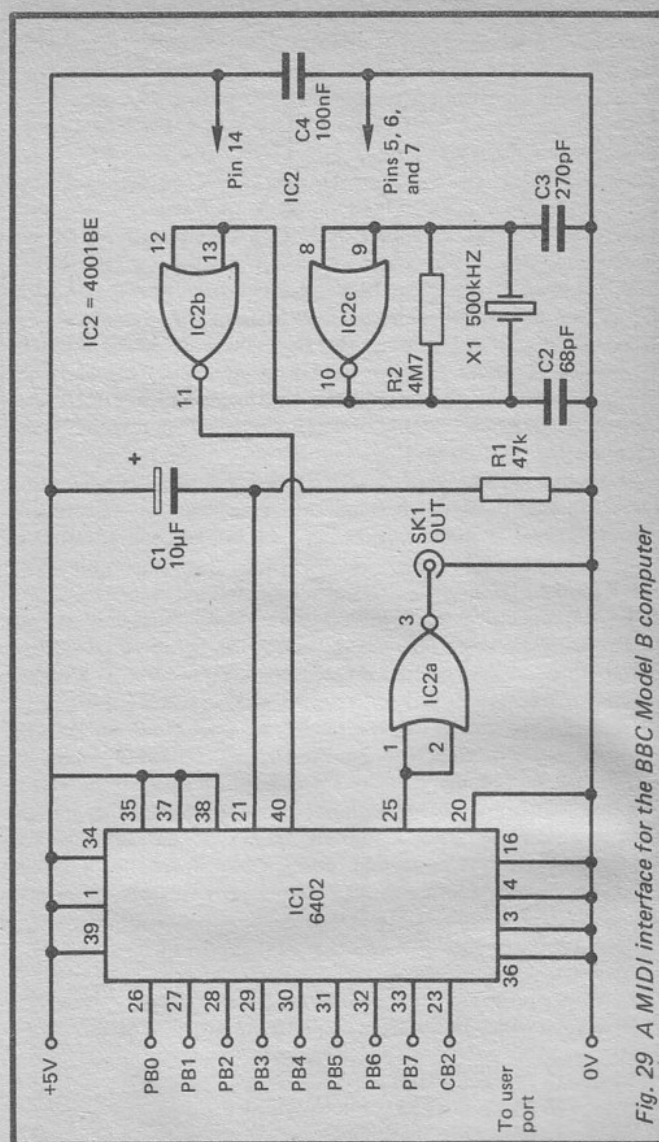 +5V
PB0
PB1
PB2
PB3
PB4
PB5
PB6
PB7
CB2
To user
port
0V
26
27
28
29
30
31
32
33
23
39
1
34
IC1
6402
36
3
4
16
35
37
38
21
40
25
20
C1
10µF
+
1
2
IC2a
3
SK1
OUT
R1
47k
IC2 = 4001BE
11
IC2b
12
13
10
IC2c
8
9
R2
4M7
X1 500kHZ
C2
68pF
C3
270pF
Pin 14
IC2
C4
100nF
Pins 5, 6,
and 7
Fig. 29 A MIDI interface for the BBC Model B computer